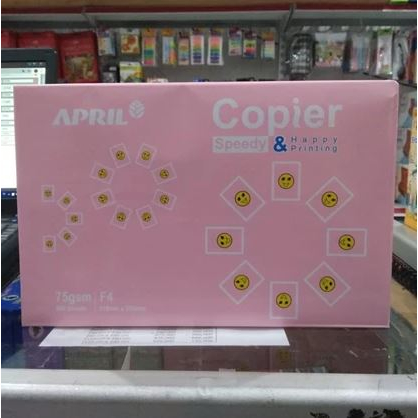 APRIL
Copier
Speedy & Happy Printing
75gsm F4